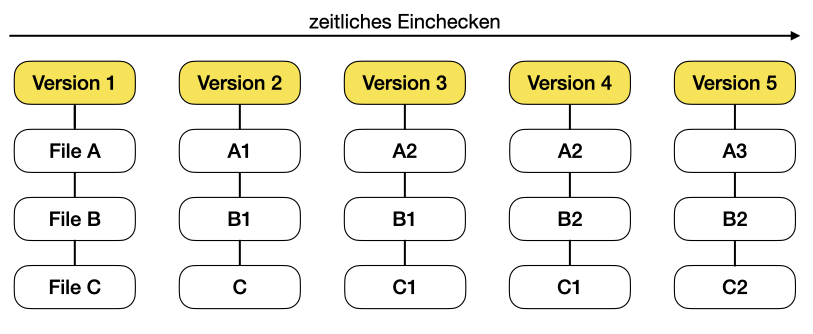 zeitliches Einchecken
Version 1 Version 2 Version 3 Version 4 Version 5
File A A1 A2 A2 A3
File B B1 B1 B2 B2
File C C C1 C1 C2